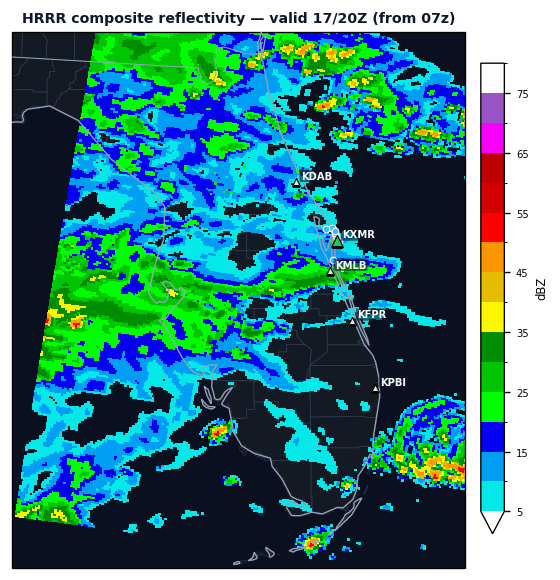 HRRR composite reflectivity — valid 17/20Z (from 07z)
KDAB
KXMR
KMLB
KFPR
KPBI
75
65
55
45
35
25
15
5
dBZ